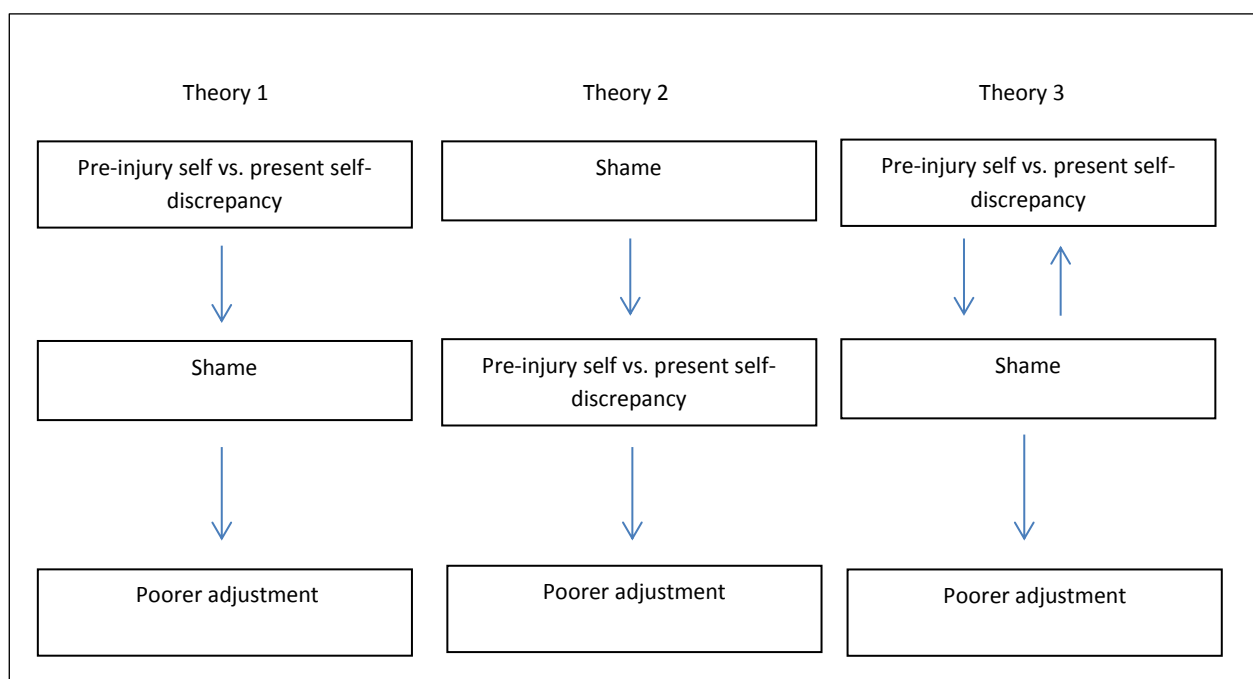 Theory 1
Theory 2
Theory 3
Pre-injury self vs. present self-
discrepancy
Shame
Pre-injury self vs. present self-
discrepancy
Shame
Pre-injury self vs. present self-
discrepancy
Shame
Poorer adjustment
Poorer adjustment
Poorer adjustment